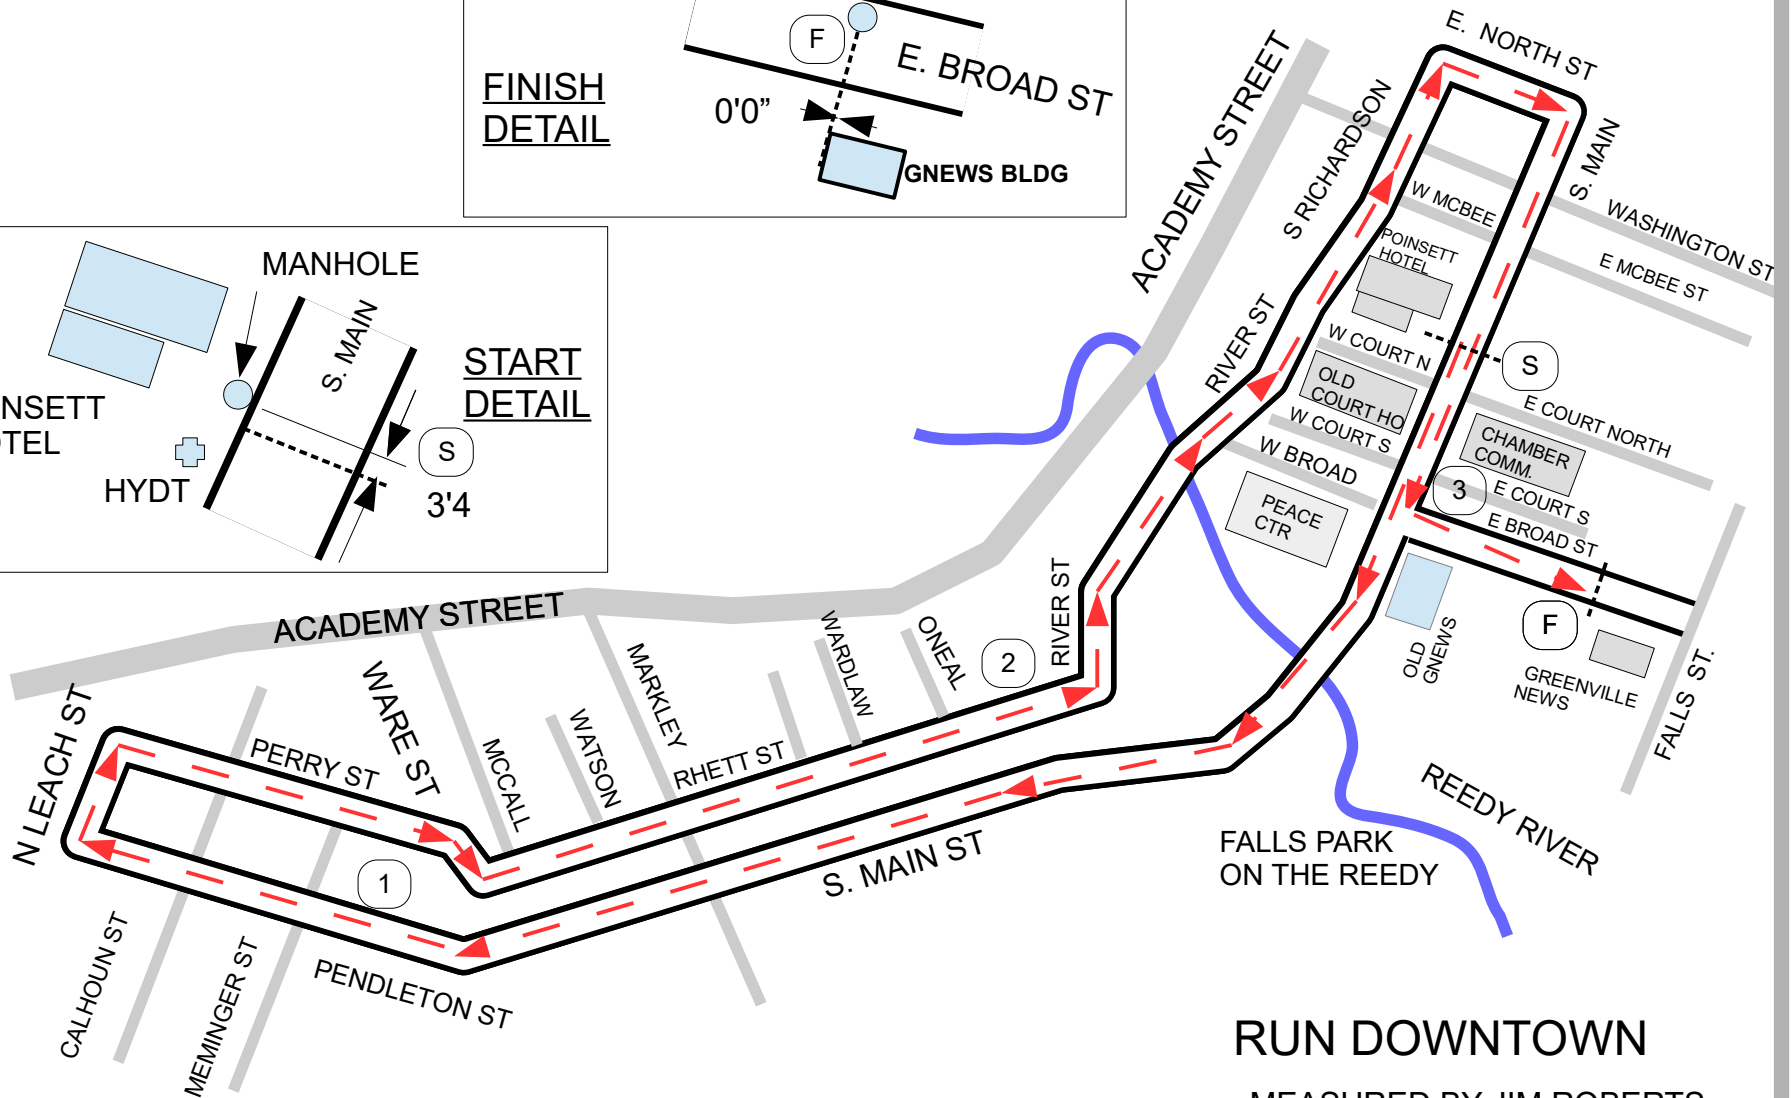 F
E. BROAD ST
FINISH
DETAIL
0'0”
GNEWS BLDG
MANHOLE
S. MAIN
START
DETAIL
NSETT
TEL
S
HYDT
3'4
E. NORTH ST
ACADEMY STREET
S RICHARDSON
S. MAIN
W MCBEE
WASHINGTON ST
POINSETT
HOTEL
E MCBEE ST
RIVER ST
W COURT N
S
OLD
COURT HO
E COURT NORTH
W COURT S
CHAMBER
COMM.
W BROAD
3
E COURT S
PEACE
CTR
E BROAD ST
ACADEMY STREET
RIVER ST
WARDLAW
ONEAL
F
OLD
GNEWS
MARKLEY
2
GREENVILLE
NEWS
FALLS ST.
WARE ST
N LEACH ST
PERRY ST
MCCALL
WATSON
RHETT ST
REEDY RIVER
FALLS PARK
ON THE REEDY
S. MAIN ST
1
CALHOUN ST
MEMINGER ST
PENDLETON ST
RUN DOWNTOWN
MEASURED BY JIM ROBERTS